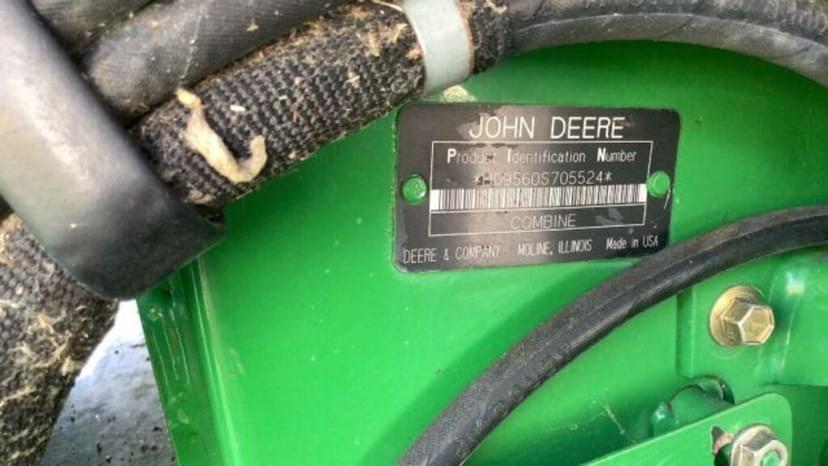 JOHN DEERE
Product Identification Number
*H09560S705524*
COMBINE
DEERE & COMPANY MOLINE, ILLINOIS Made in USA